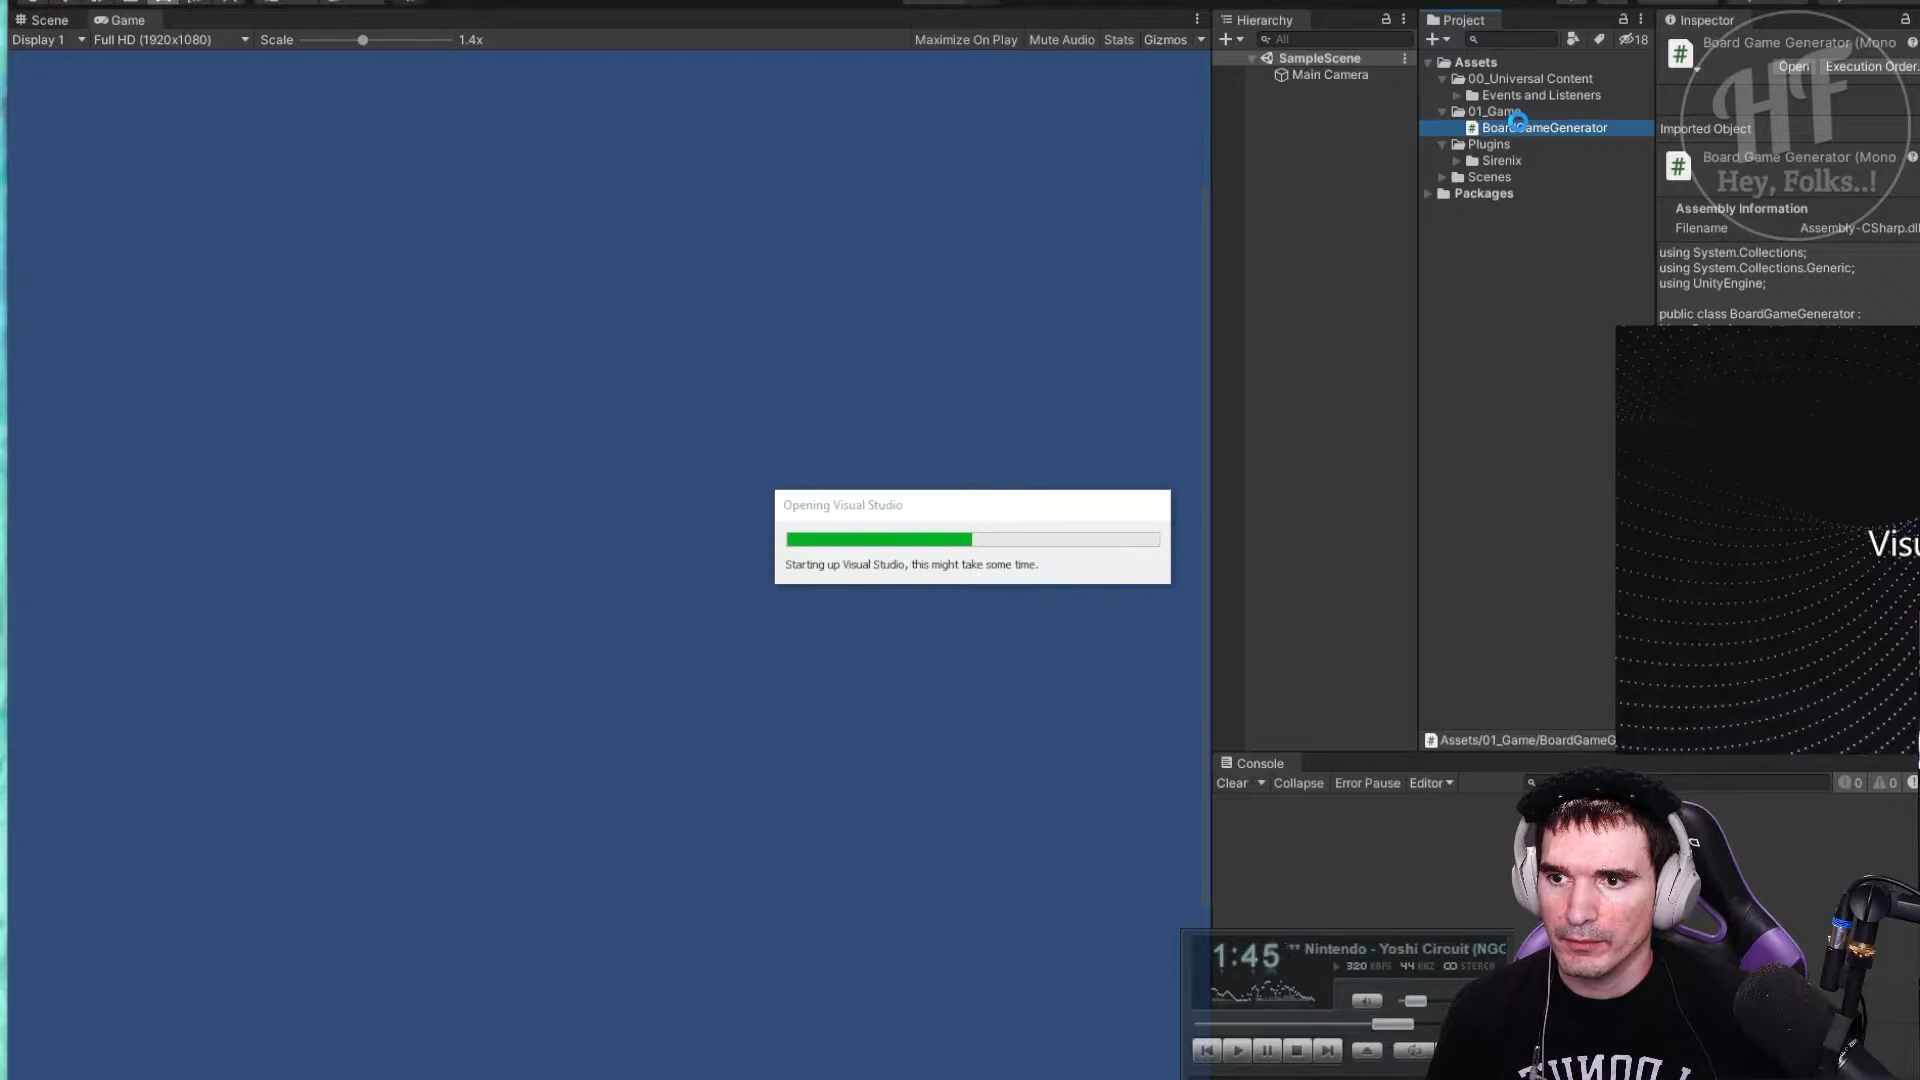 Scene
Game
Display 1
Full HD (1920x1080)
Scale
1.4x
Maximize On Play
Mute Audio
Stats
Gizmos
Hierarchy
All
SampleScene
Main Camera
Project
18
Assets
00_Universal Content
Events and Listeners
01_Game
BoardGameGenerator
Plugins
Sirenix
Scenes
Packages
Assets/01_Game/BoardGameG
Inspector
Board Game Generator (Mono
Open
Execution Order.
Imported Object
Board Game Generator (Mono
HF
Hey, Folks..!
Assembly Information
Filename
Assembly-CSharp.dll
using System.Collections;
using System.Collections.Generic;
using UnityEngine;
public class BoardGameGenerator :
Opening Visual Studio
Starting up Visual Studio, this might take some time.
Visu
Console
Clear
Collapse
Error Pause
Editor
0
0
1:45
Nintendo - Yoshi Circuit (NGC
320 KBPS 44 KHZ STEREO